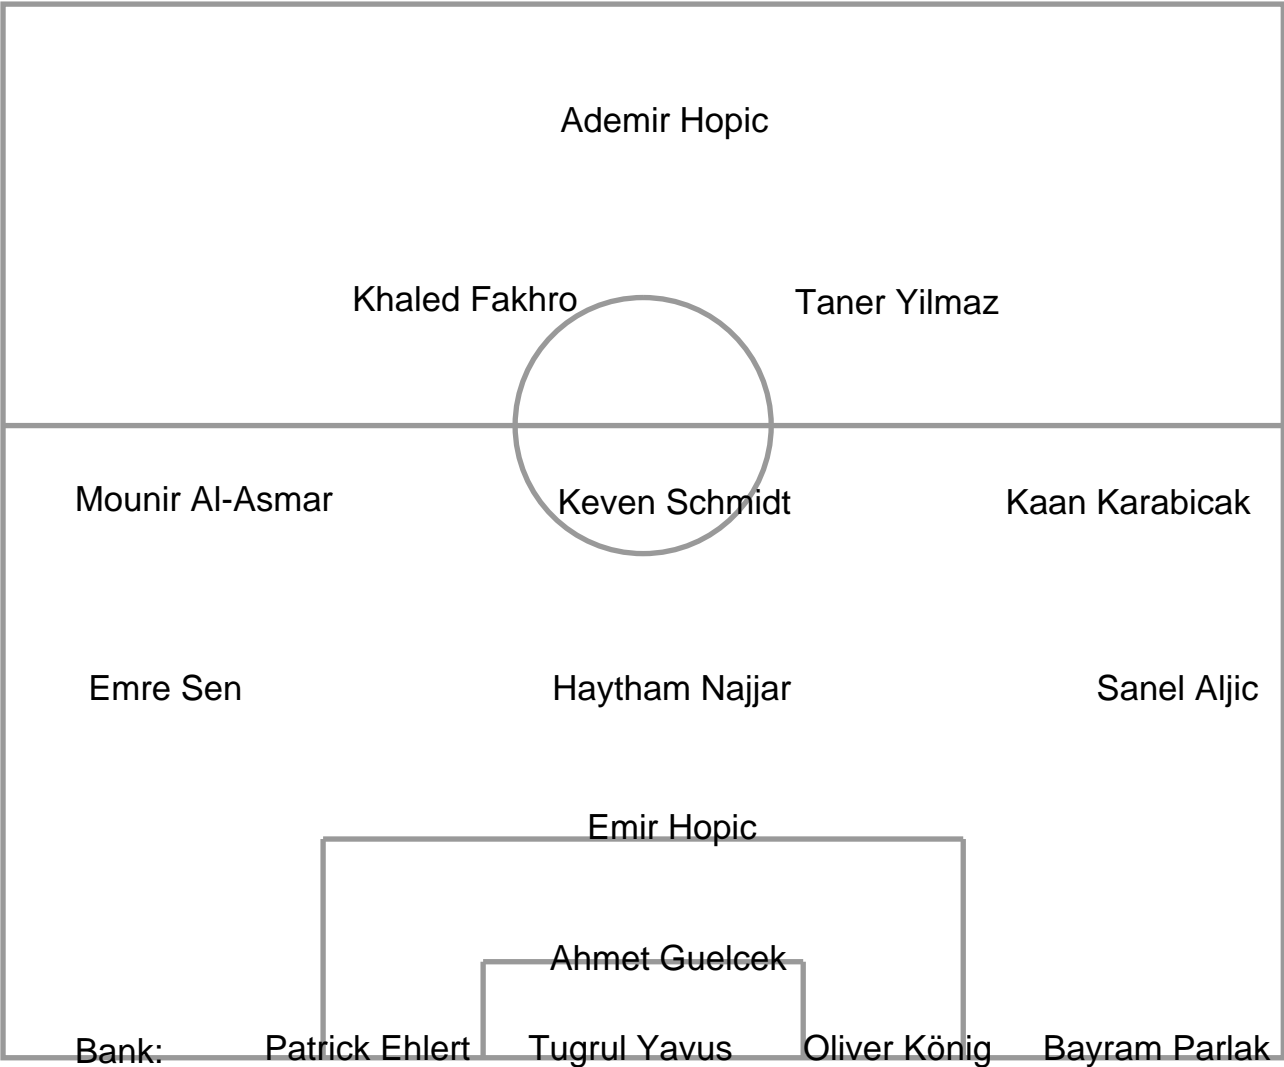 Ademir Hopic
Khaled Fakhro Taner Yilmaz
Mounir Al-Asmar Keven Schmidt Kaan Karabicak
Emre Sen Haytham Najjar Sanel Aljic
Emir Hopic
Ahmet Guelcek
Bank: Patrick Ehlert Tugrul Yavus Oliver König Bayram Parlak